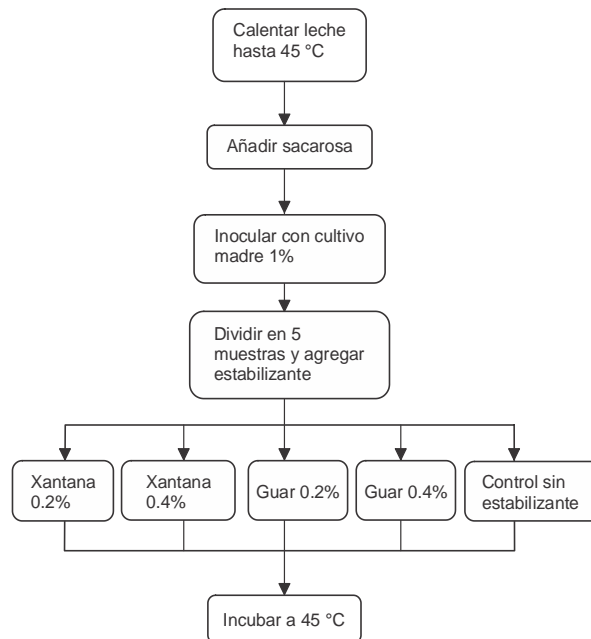 Calentar leche
hasta 45 °C
Añadir sacarosa
Inocular con cultivo
madre 1%
Dividir en 5
muestras y agregar
estabilizante
Xantana
0.2%
Xantana
0.4%
Guar 0.2%
Guar 0.4%
Control sin
estabilizante
Incubar a 45 °C